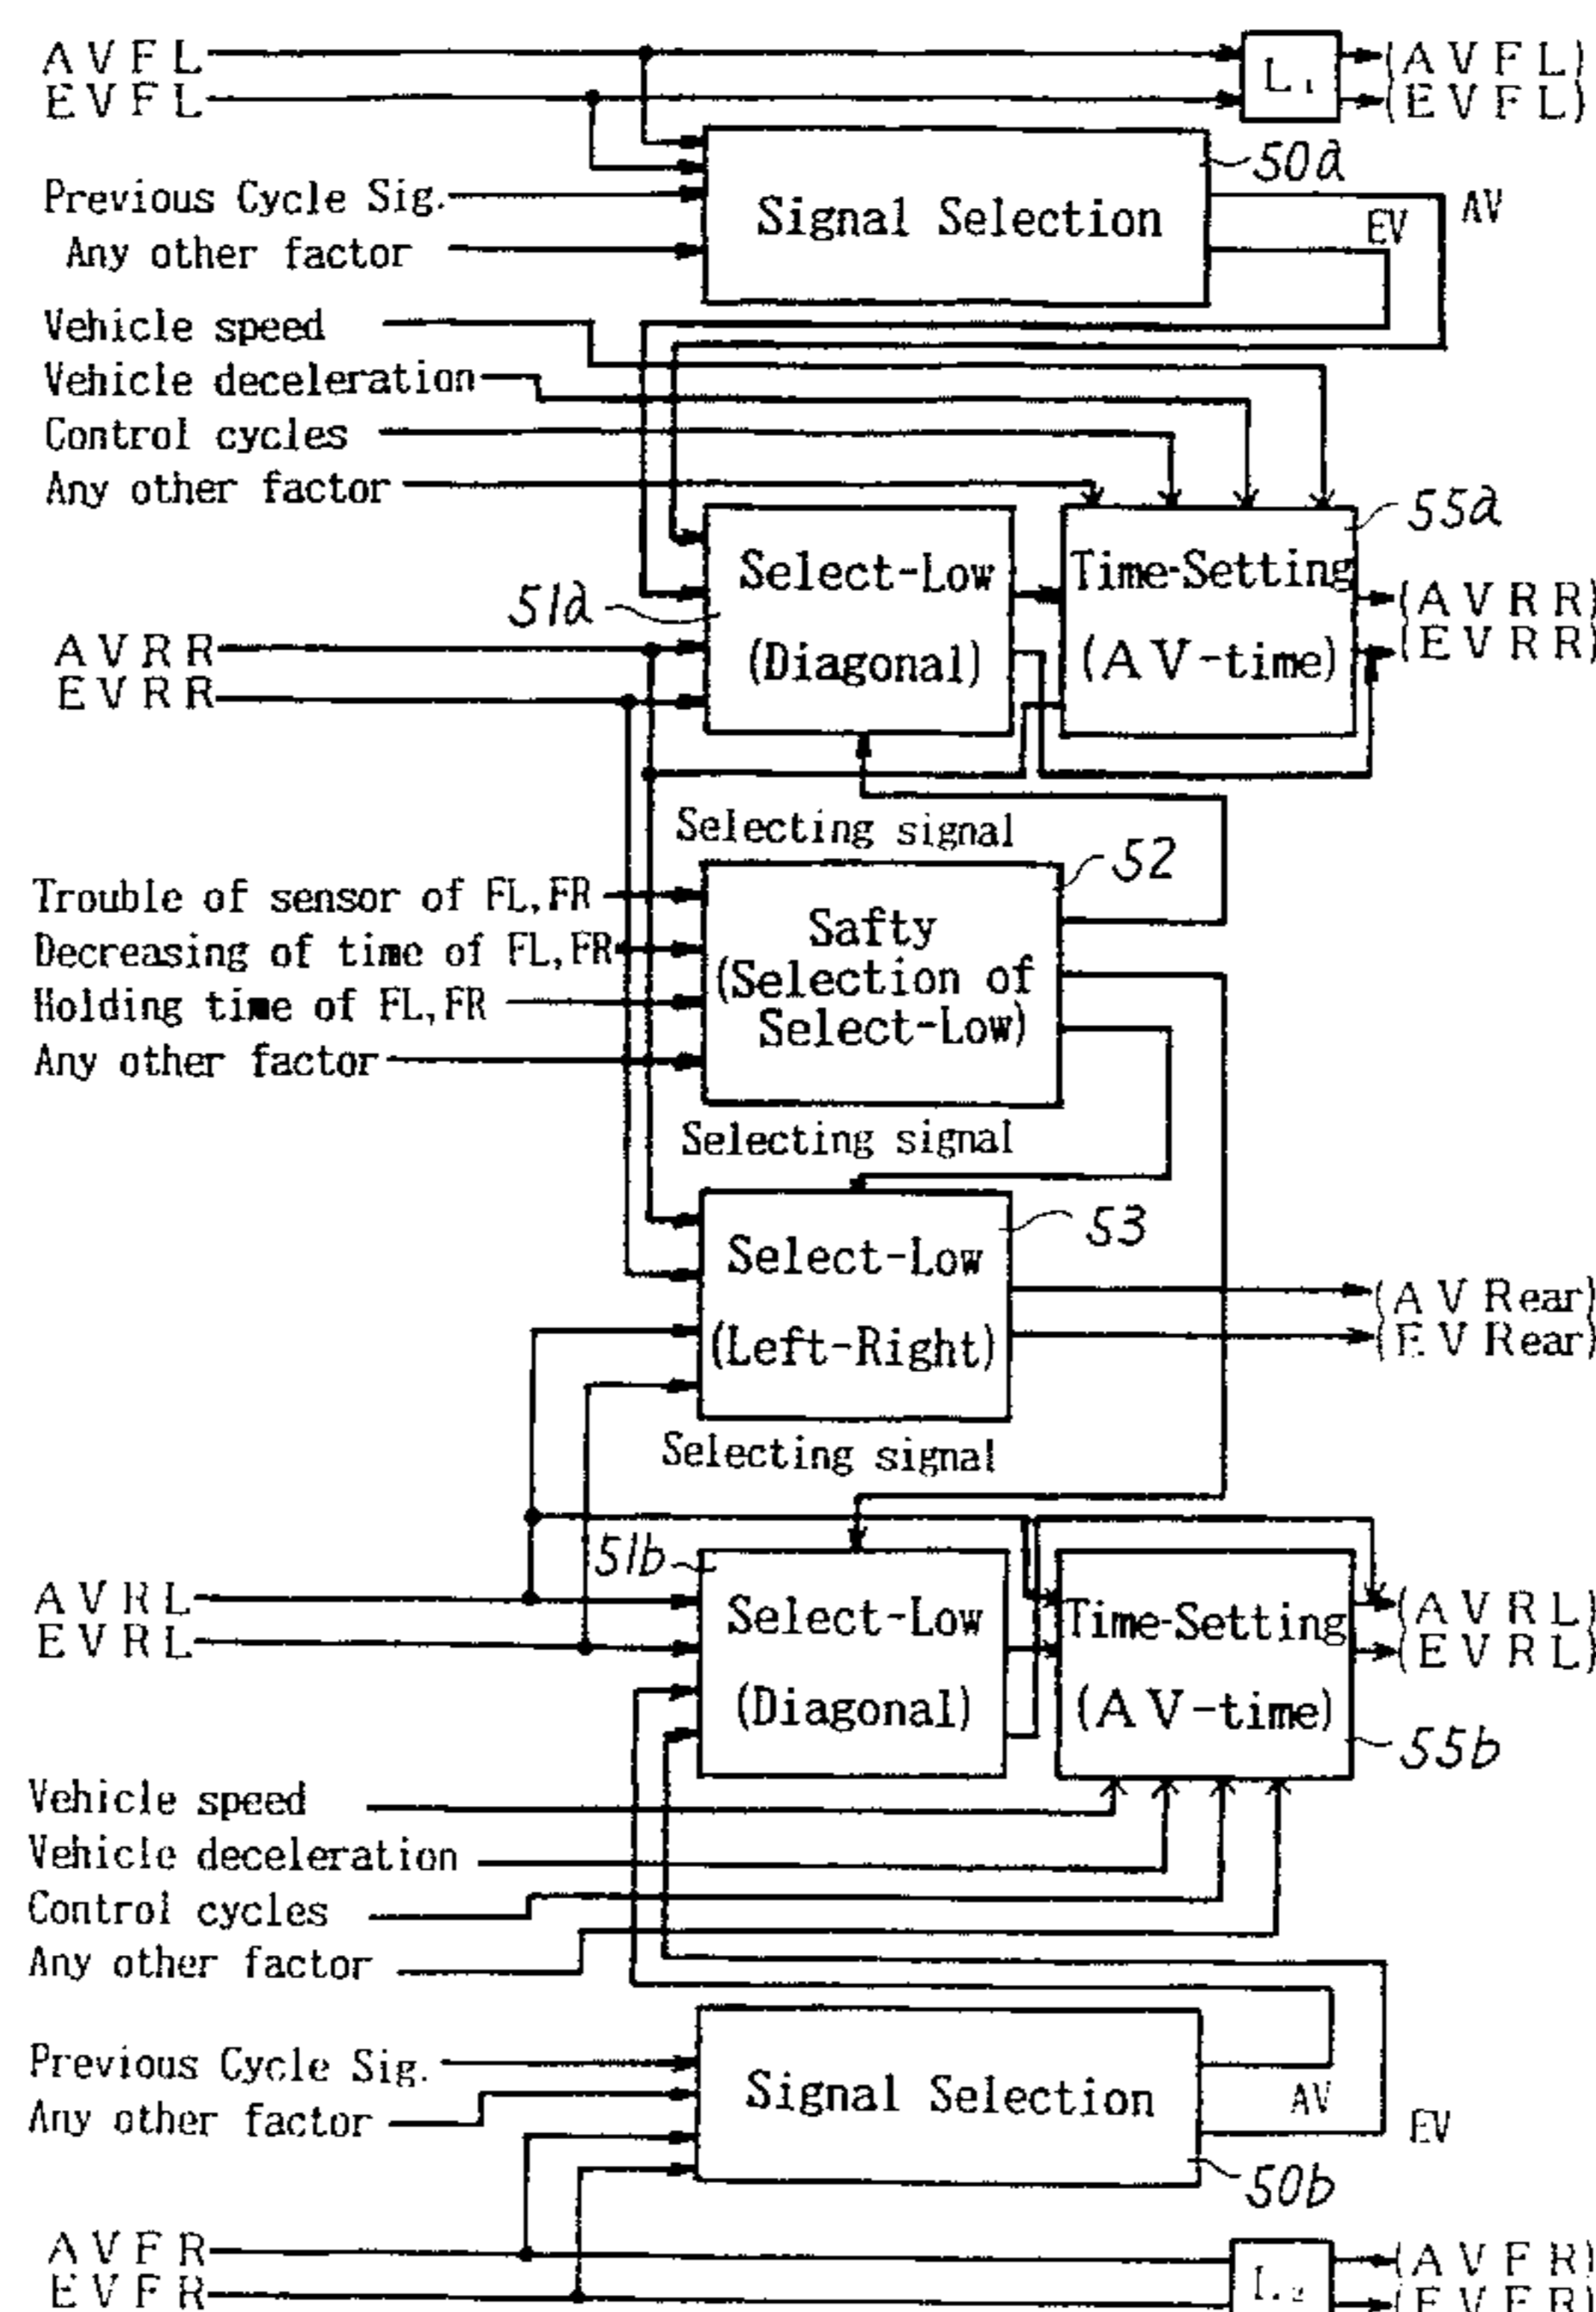 AVFL
EVFL
L₁
(AVFL)
(EVFL)
50a
Previous Cycle Sig.
Any other factor
Signal Selection
AV
EV
Vehicle speed
Vehicle deceleration
Control cycles
Any other factor
55a
Select-Low
(Diagonal)
Time-Setting
(AV-time)
51a
(AVRR)
(EVRR)
AVRR
EVRR
Selecting signal
52
Trouble of sensor of FL,FR
Decreasing of time of FL,FR
Holding time of FL,FR
Any other factor
Safty
(Selection of
Select-Low)
Selecting signal
53
Select-Low
(Left-Right)
(AVRear)
(EVRear)
Selecting signal
51b
AVRL
EVRL
Select-Low
(Diagonal)
Time-Setting
(AV-time)
(AVRL)
(EVRL)
55b
Vehicle speed
Vehicle deceleration
Control cycles
Any other factor
Previous Cycle Sig.
Any other factor
Signal Selection
AV
EV
50b
AVFR
EVFR
L₂
(AVFR)
(EVFR)